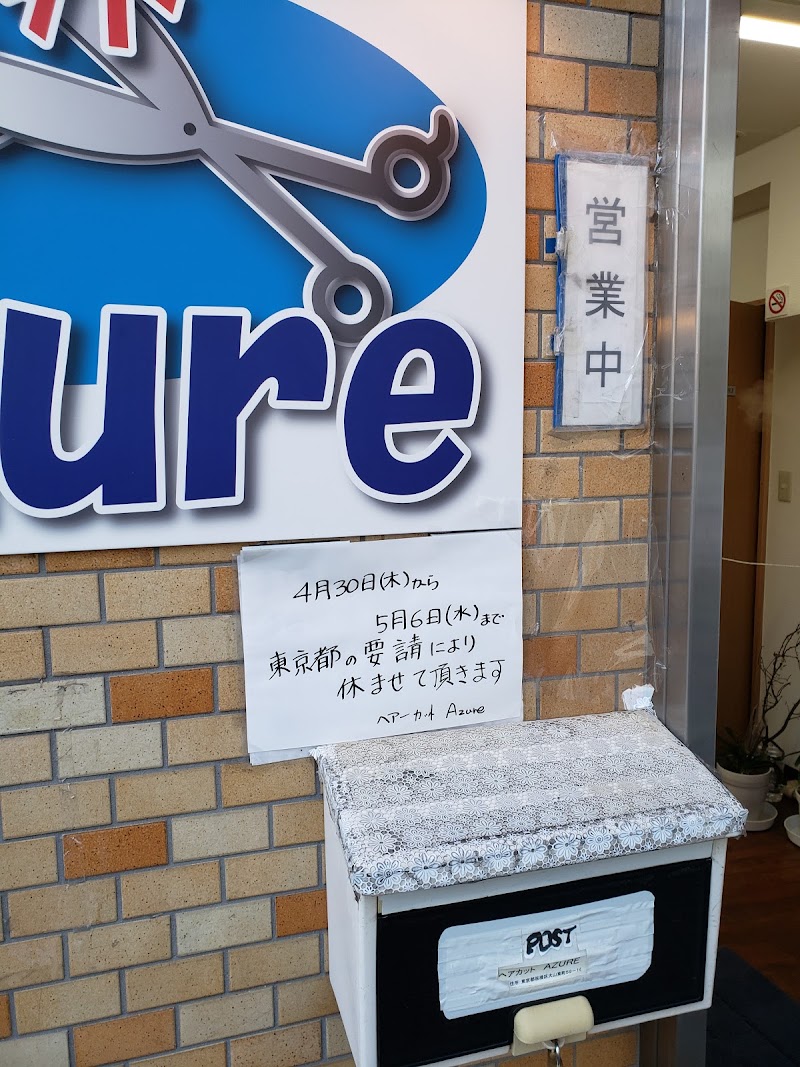 ure
営業中
4月30日(木)から
5月6日(水)まで
東京都の要請により
休ませて頂きます
ヘアーカット Azure
POST
ヘアカット AZURE